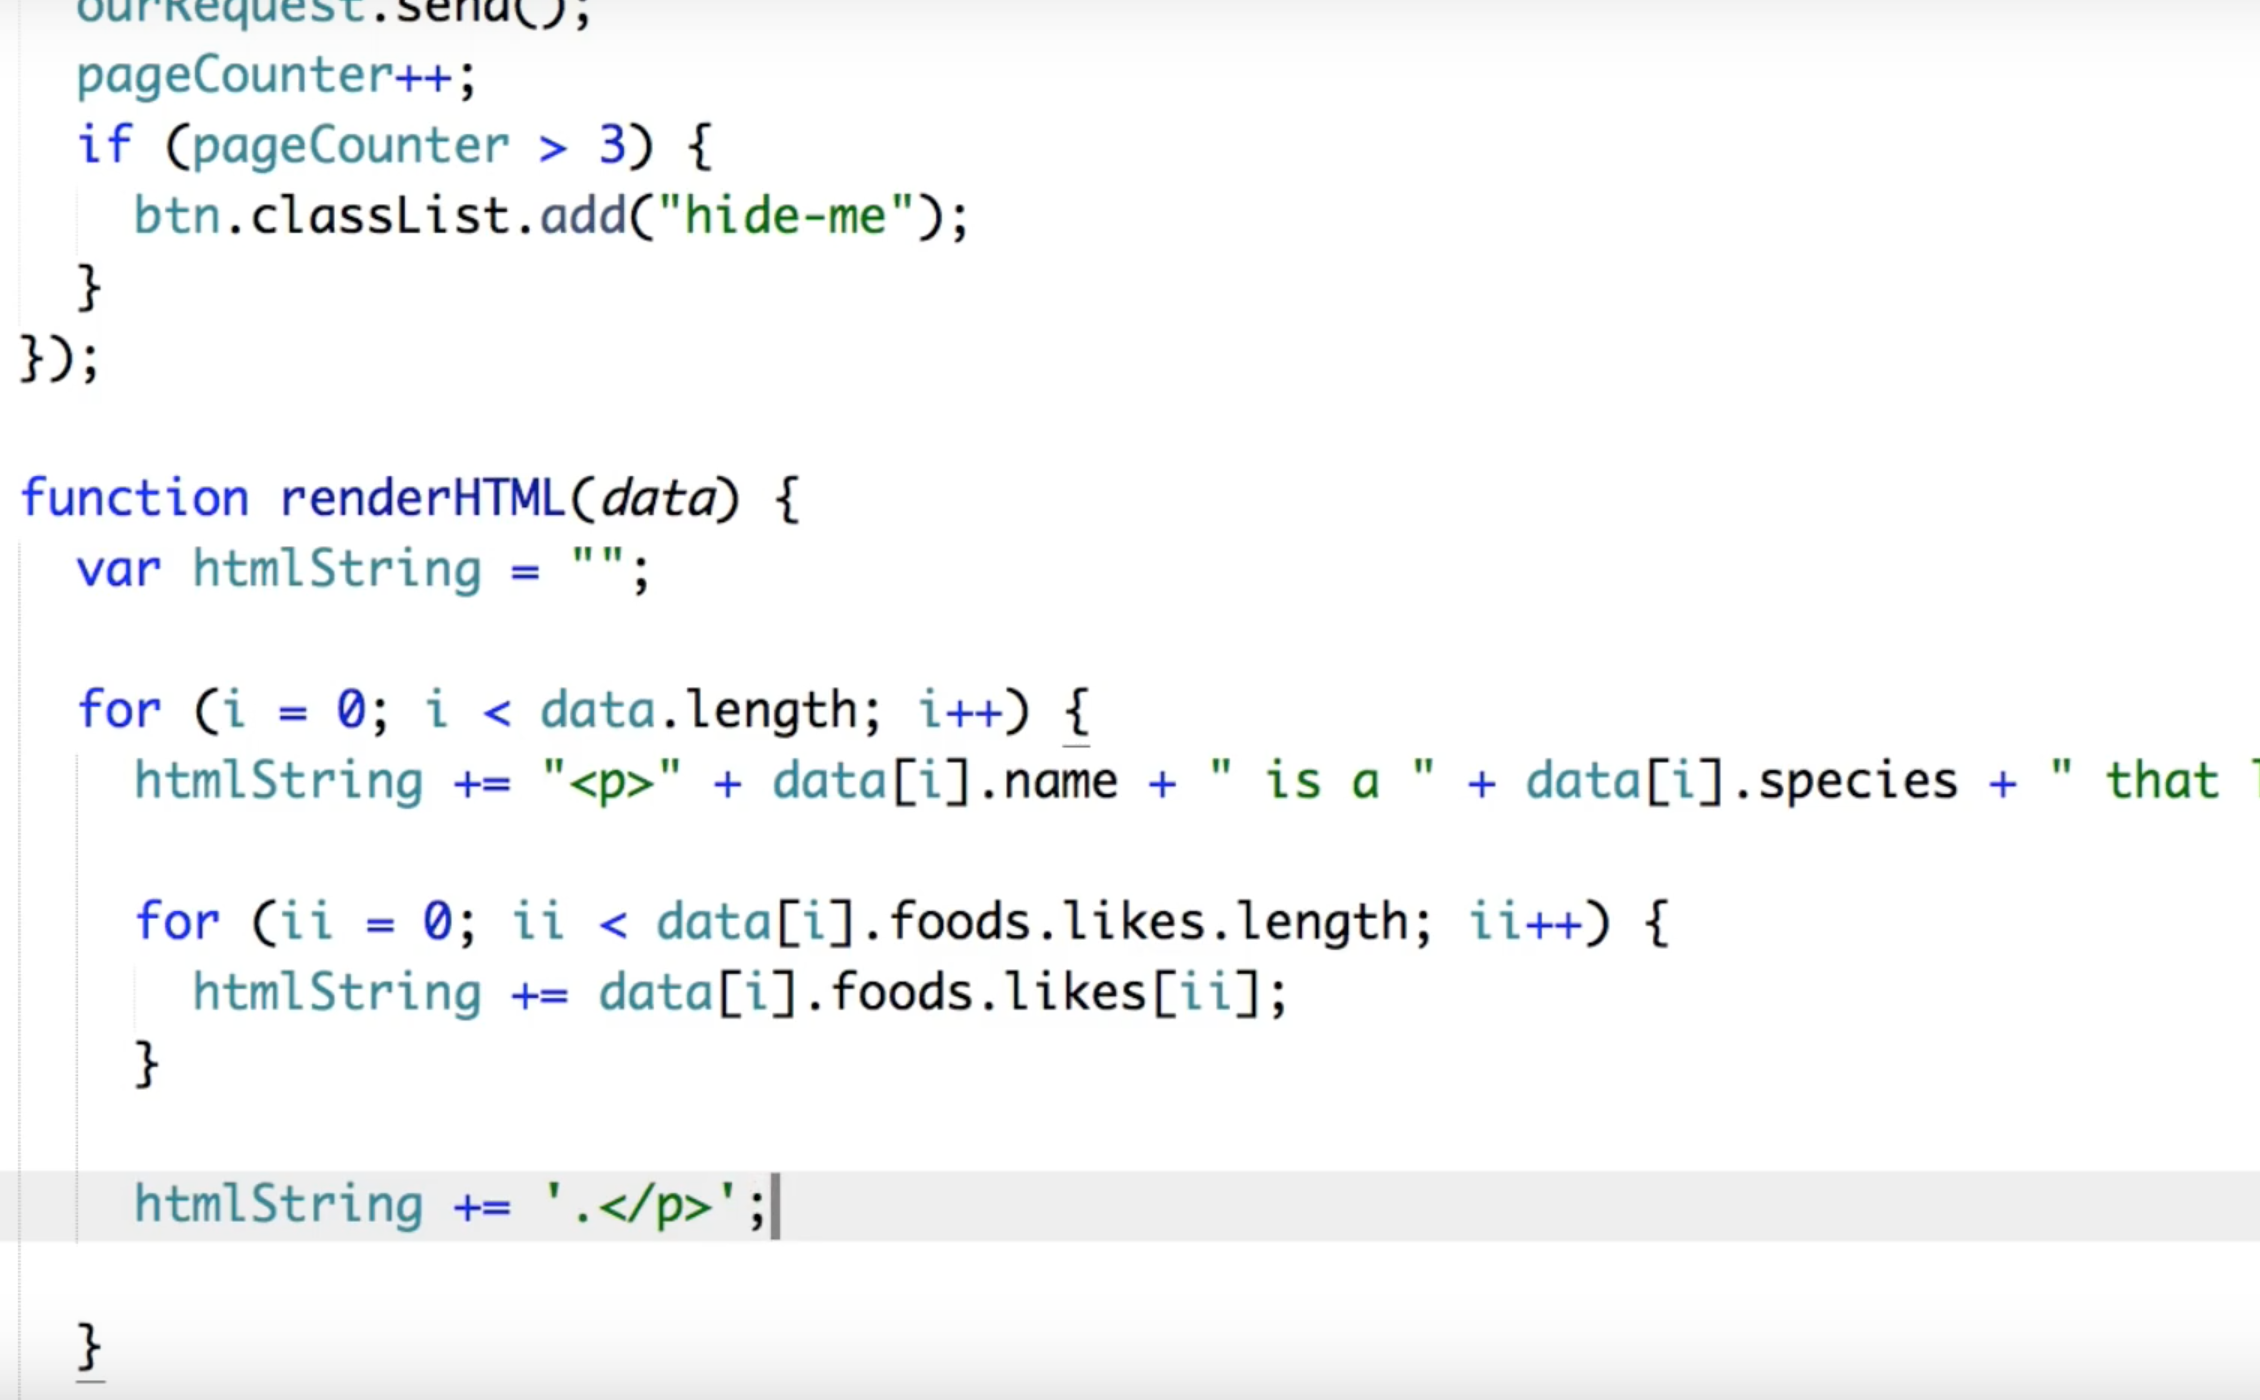 ourRequest.send();
pageCounter++;
if (pageCounter > 3) {
btn.classList.add("hide-me");
}
});
function renderHTML(data) {
var htmlString = "";
for (i = 0; i < data.length; i++) {
htmlString += "<p>" + data[i].name + " is a " + data[i].species + " that
for (ii = 0; ii < data[i].foods.likes.length; ii++) {
htmlString += data[i].foods.likes[ii];
}
htmlString += '.</p>';
}